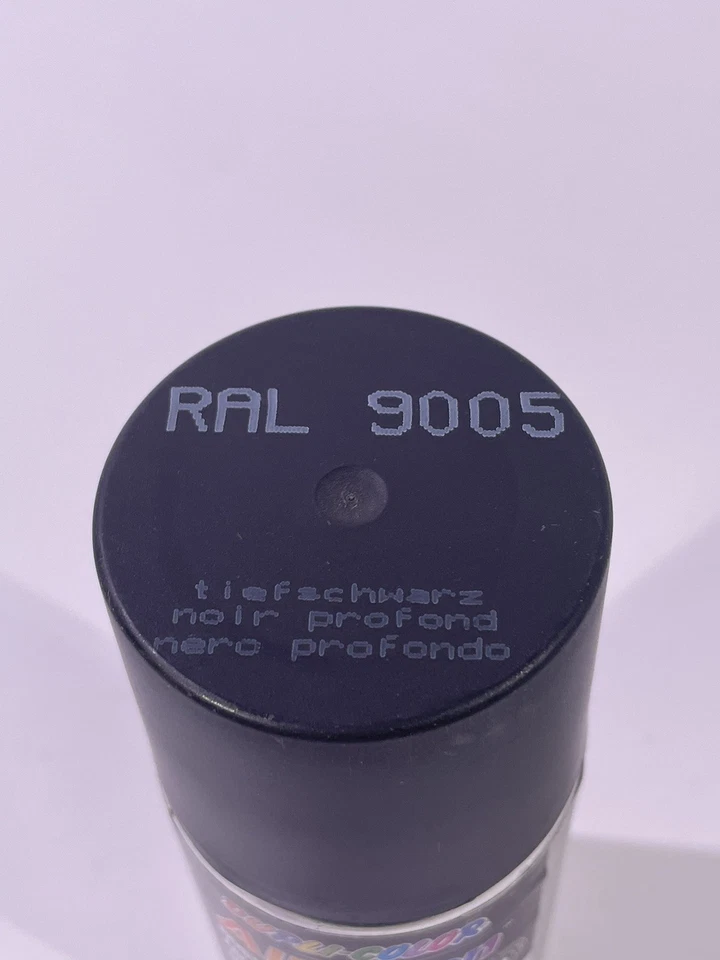 RAL 9005
tiefschwarz
noir profond
nero profondo